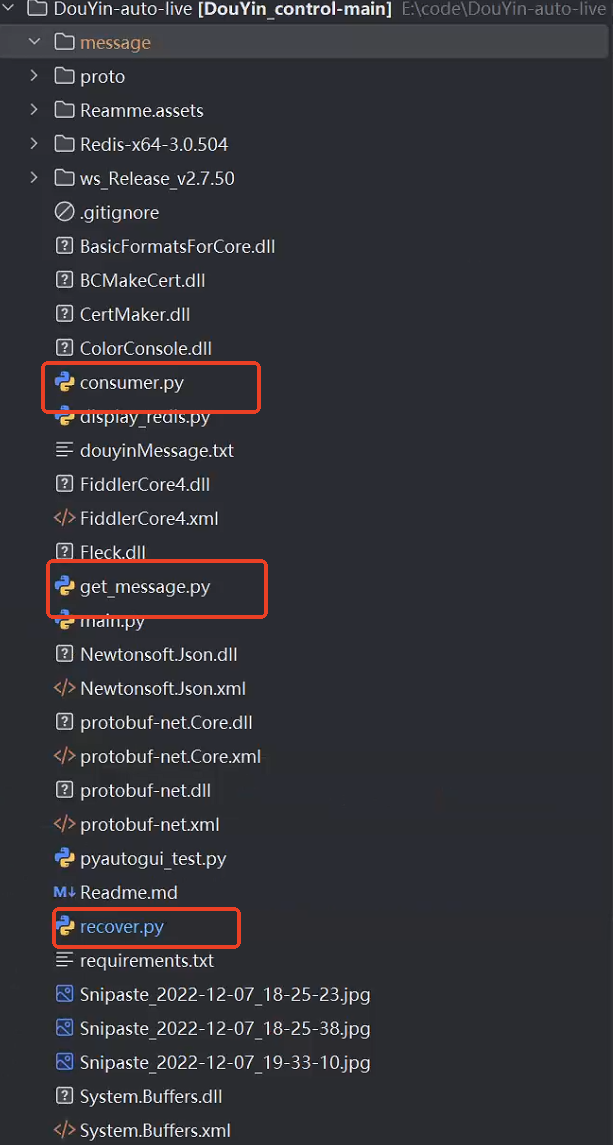 DouYin-auto-live [DouYin_control-main] E:\code\DouYin-auto-live
message
proto
Reamme.assets
Redis-x64-3.0.504
ws_Release_v2.7.50
.gitignore
BasicFormatsForCore.dll
BCMakeCert.dll
CertMaker.dll
ColorConsole.dll
consumer.py
display_redis.py
douyinMessage.txt
FiddlerCore4.dll
</> FiddlerCore4.xml
Fleck.dll
get_message.py
main.py
Newtonsoft.Json.dll
</> Newtonsoft.Json.xml
protobuf-net.Core.dll
</> protobuf-net.Core.xml
protobuf-net.dll
</> protobuf-net.xml
pyautogui_test.py
M↓ Readme.md
recover.py
requirements.txt
Snipaste_2022-12-07_18-25-23.jpg
Snipaste_2022-12-07_18-25-38.jpg
Snipaste_2022-12-07_19-33-10.jpg
System.Buffers.dll
</> System.Buffers.xml